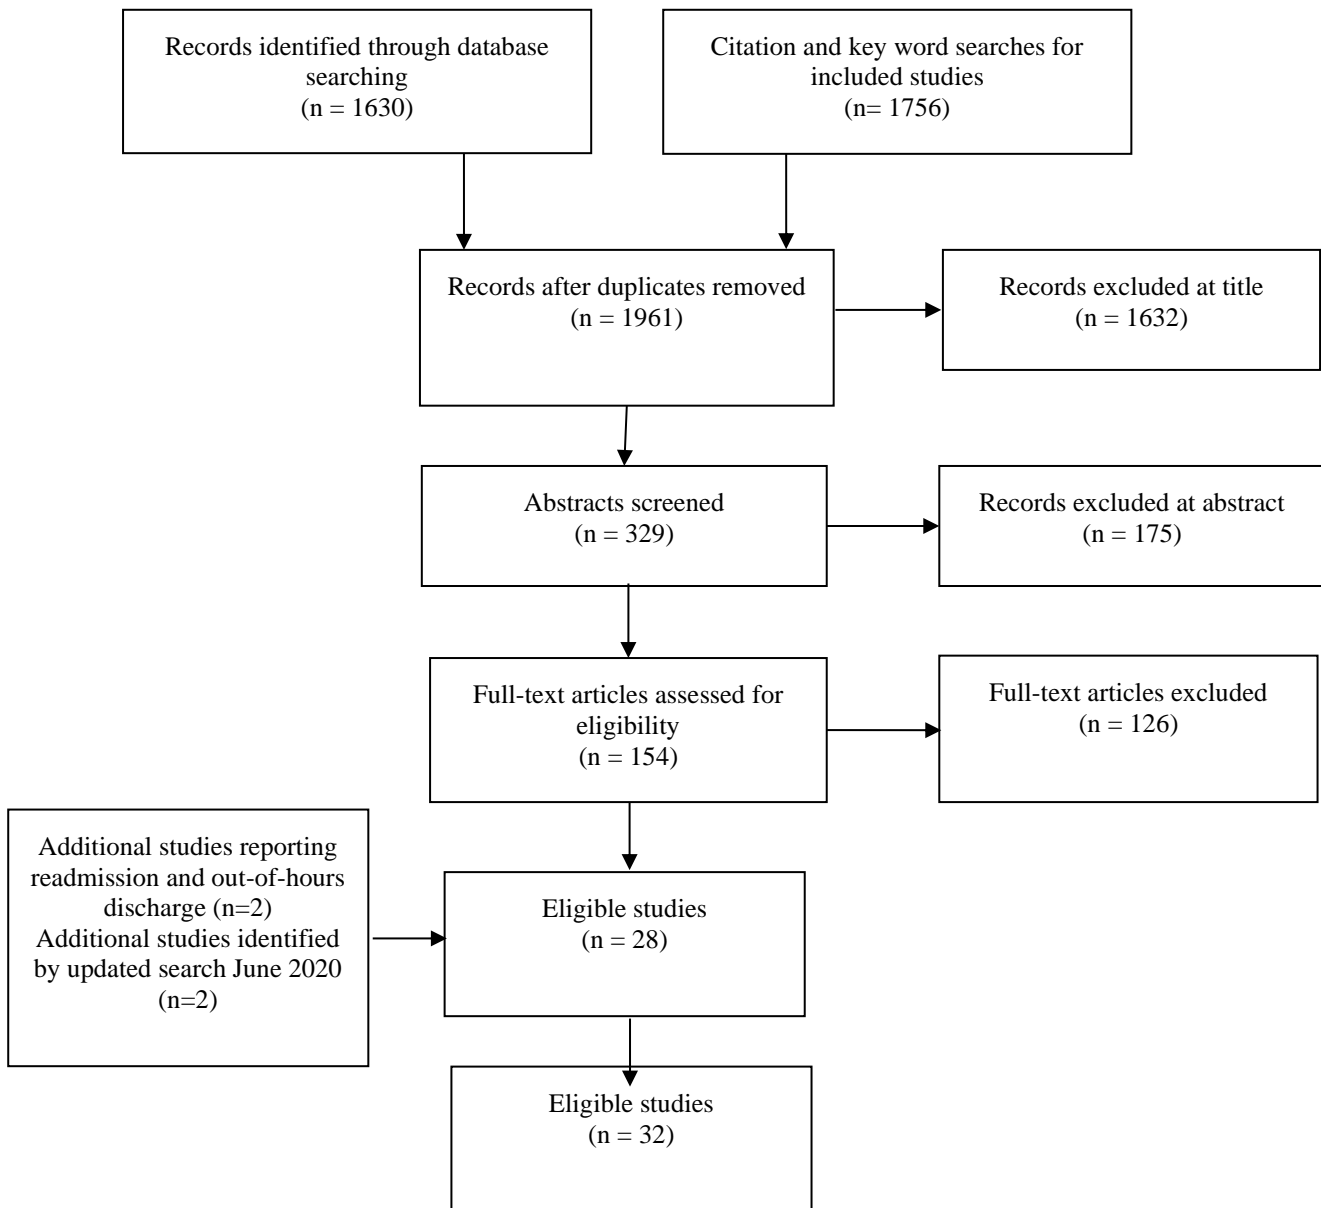 Records identified through database
searching
(n = 1630)
Citation and key word searches for
included studies
(n= 1756)
Records after duplicates removed
(n = 1961)
Records excluded at title
(n = 1632)
Abstracts screened
(n = 329)
Records excluded at abstract
(n = 175)
Full-text articles assessed for
eligibility
(n = 154)
Full-text articles excluded
(n = 126)
Additional studies reporting
readmission and out-of-hours
discharge (n=2)
Additional studies identified
by updated search June 2020
(n=2)
Eligible studies
(n = 28)
Eligible studies
(n = 32)